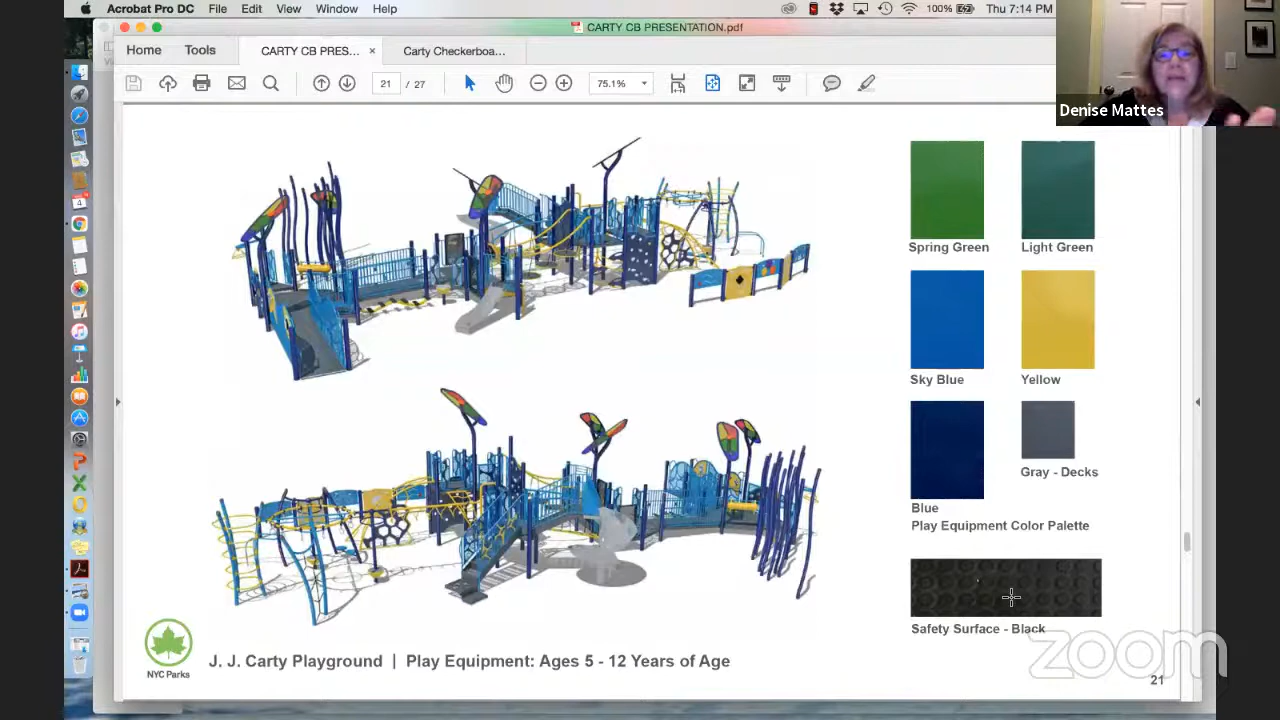 Acrobat Pro DC File Edit View Window Help 100% Thu 7:14 PM
CARTY CB PRESENTATION.pdf
Home Tools CARTY CB PRES... × Carty Checkerboa...
21 / 27 75.1%
Denise Mattes
Spring Green Light Green
Sky Blue Yellow
Gray - Decks
Blue
Play Equipment Color Palette
Safety Surface - Black
NYC Parks
J. J. Carty Playground | Play Equipment: Ages 5 - 12 Years of Age
zoom
21